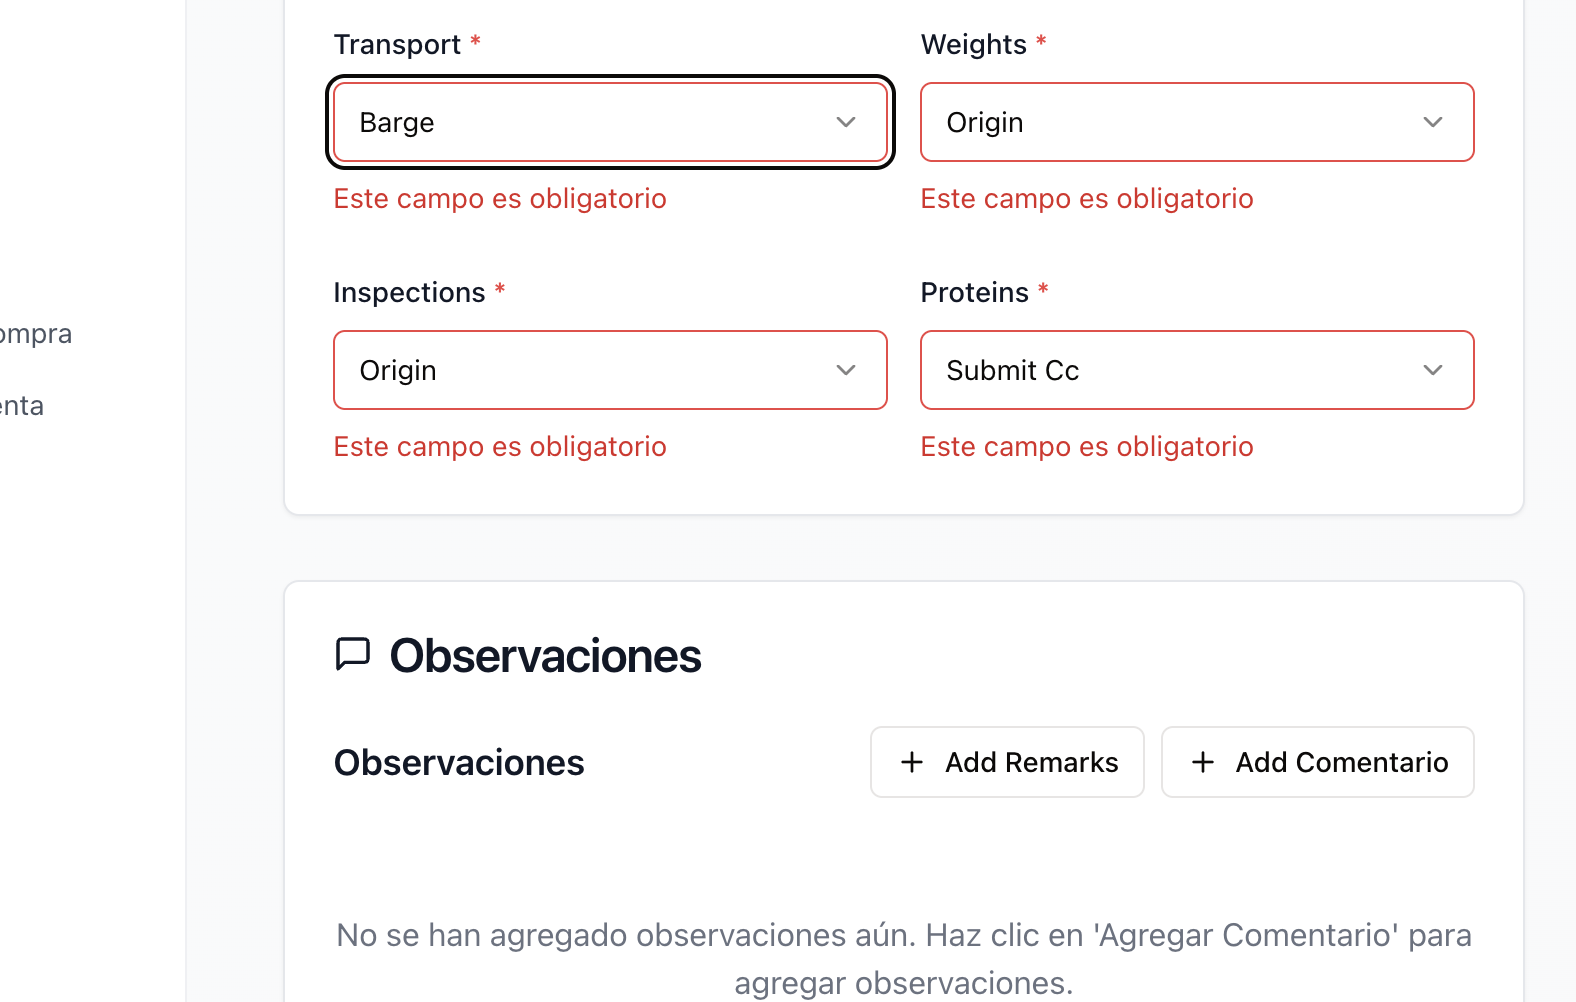 Transport *
Weights *
Barge
Origin
Este campo es obligatorio
Este campo es obligatorio
Inspections *
Proteins *
Origin
Submit Cc
Este campo es obligatorio
Este campo es obligatorio
ompra
enta
Observaciones
Observaciones
+ Add Remarks
+ Add Comentario
No se han agregado observaciones aún. Haz clic en 'Agregar Comentario' para
agregar observaciones.